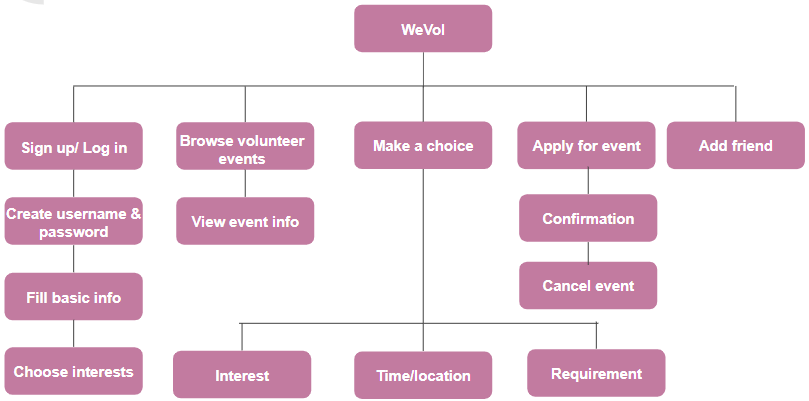 WeVol
Sign up/ Log in
Browse volunteer
events
Make a choice
Apply for event
Add friend
Create username &
password
View event info
Confirmation
Fill basic info
Cancel event
Choose interests
Interest
Time/location
Requirement